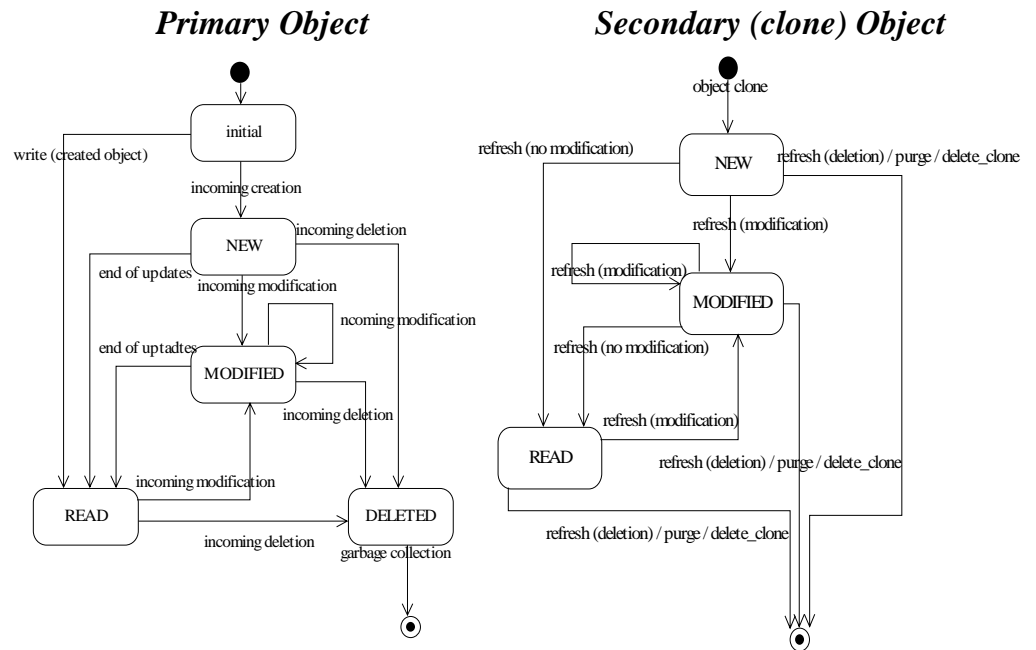 Primary Object
Secondary (clone) Object
object clone
initial
write (created object)
refresh (no modification)
NEW
refresh (deletion) / purge / delete_clone
incoming creation
refresh (modification)
NEW
incoming deletion
end of updates
refresh (modification)
incoming modification
MODIFIED
ncoming modification
end of uptadtes
refresh (no modification)
MODIFIED
incoming deletion
refresh (modification)
READ
refresh (deletion) / purge / delete_clone
incoming modification
READ
DELETED
refresh (deletion) / purge / delete_clone
incoming deletion
garbage collection